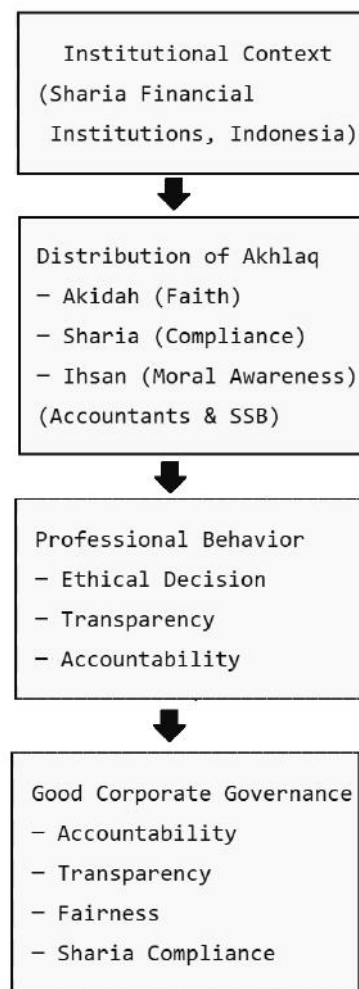 Institutional Context
(Sharia Financial
Institutions, Indonesia)
Distribution of Akhlaq
– Akidah (Faith)
– Sharia (Compliance)
– Ihsan (Moral Awareness)
(Accountants & SSB)
Professional Behavior
– Ethical Decision
– Transparency
– Accountability
Good Corporate Governance
– Accountability
– Transparency
– Fairness
– Sharia Compliance